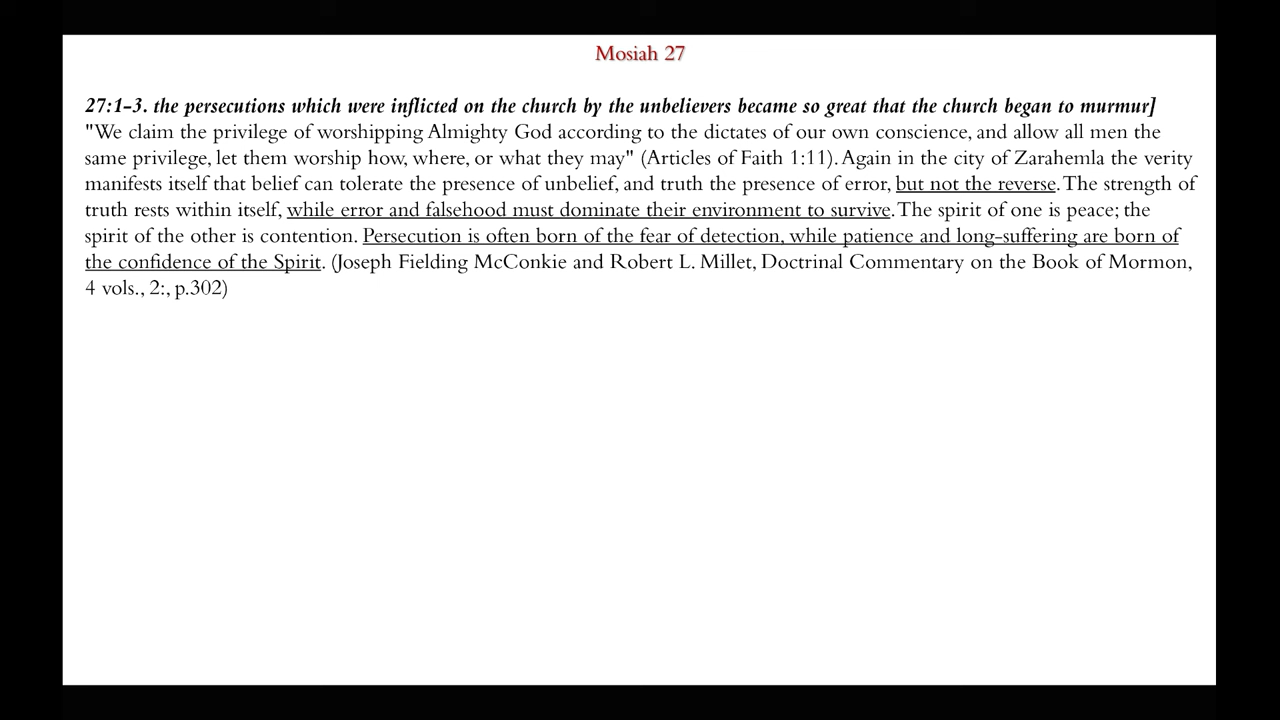 Mosiah 27
27:1-3. the persecutions which were inflicted on the church by the unbelievers became so great that the church began to murmur]
"We claim the privilege of worshipping Almighty God according to the dictates of our own conscience, and allow all men the
same privilege, let them worship how, where, or what they may" (Articles of Faith 1:11). Again in the city of Zarahemla the verity
manifests itself that belief can tolerate the presence of unbelief, and truth the presence of error, but not the reverse. The strength of
truth rests within itself, while error and falsehood must dominate their environment to survive. The spirit of one is peace; the
spirit of the other is contention. Persecution is often born of the fear of detection, while patience and long-suffering are born of
the confidence of the Spirit. (Joseph Fielding McConkie and Robert L. Millet, Doctrinal Commentary on the Book of Mormon,
4 vols., 2:, p.302)